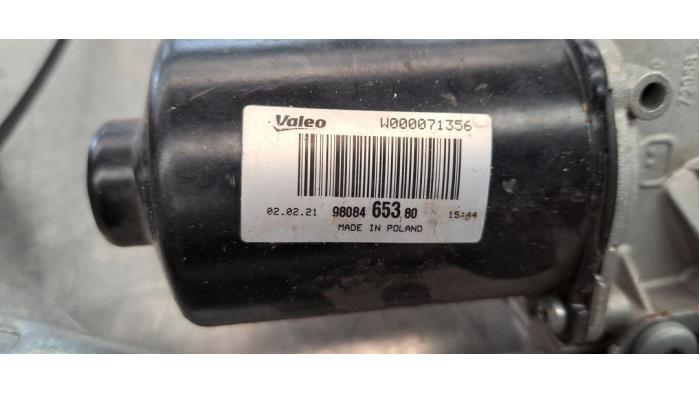 Valeo W000071356
02.02.21 98084 653 80 15:44
MADE IN POLAND